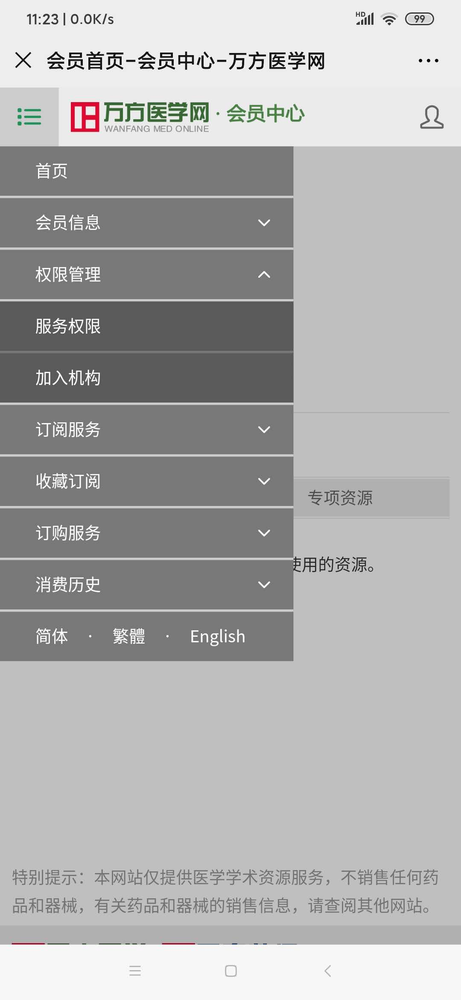 11:23 | 0.0K/s
HD
99
会员首页-会员中心-万方医学网
万方医学网·会员中心
WANFANG MED ONLINE
首页
会员信息
权限管理
服务权限
加入机构
订阅服务
收藏订阅
专项资源
订购服务
使用的资源。
消费历史
简体 · 繁體 · English
特别提示：本网站仅提供医学学术资源服务，不销售任何药
品和器械，有关药品和器械的销售信息，请查阅其他网站。